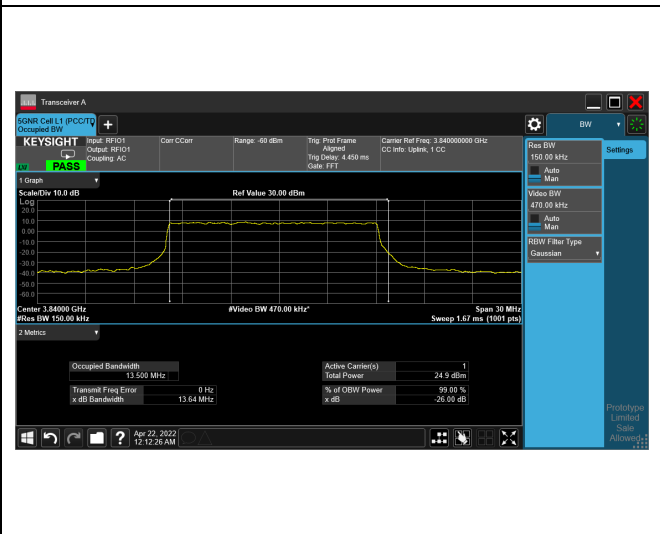 Transceiver A
5GNR Cell L1 (PCC/TD
Occupied BW
+
BW
KEYSIGHT
Input: RFIO1
Output: RFIO1
Coupling: AC
Corr CCorr
Range: -60 dBm
Trig: Prot Frame
Aligned
Trig Delay: 4.450 ms
Gate: FFT
Carrier Ref Freq: 3.840000000 GHz
CC Info: Uplink, 1 CC
PASS
Res BW
150.00 kHz
Auto
Man
Settings
Video BW
470.00 kHz
Auto
Man
RBW Filter Type
Gaussian
1 Graph
Scale/Div 10.0 dB
Ref Value 30.00 dBm
Log
20.0
10.0
0.00
-10.0
-20.0
-30.0
-40.0
-50.0
-60.0
Center 3.84000 GHz
#Video BW 470.00 kHz*
Span 30 MHz
#Res BW 150.00 kHz
Sweep 1.67 ms (1001 pts)
2 Metrics
Occupied Bandwidth
13.500 MHz
Active Carrier(s) 1
Total Power 24.9 dBm
Transmit Freq Error 0 Hz
x dB Bandwidth 13.64 MHz
% of OBW Power 99.00 %
x dB -26.00 dB
Prototype
Limited
Sale
Allowed
?
Apr 22, 2022
12:12:26 AM